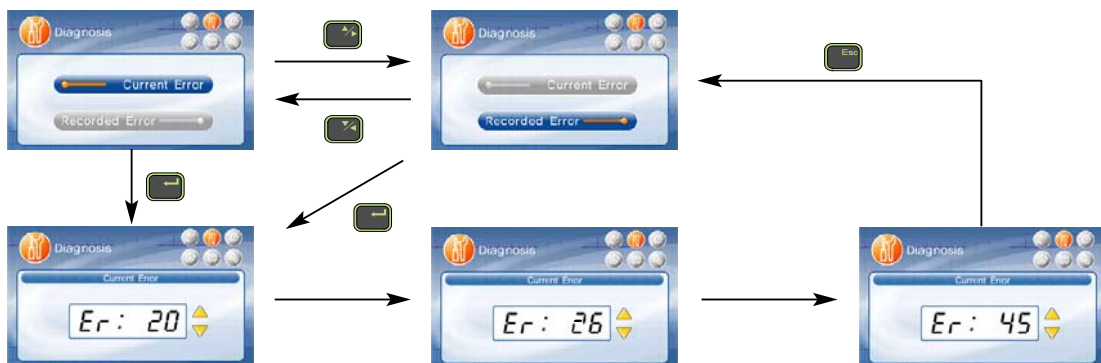 Diagnosis
Current Error
Recorded Error
Diagnosis
Current Error
Recorded Error
Esc
Diagnosis
Current Error
Er: 20
Diagnosis
Current Error
Er: 26
Diagnosis
Current Error
Er: 45